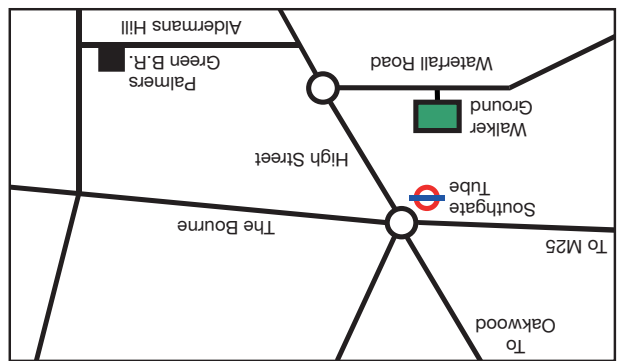 To
Oakwood
To M25
The Bourne
Southgate
Tube
High Street
Walker
Ground
Waterfall Road
Palmers
Green B.R.
Aldermans Hill